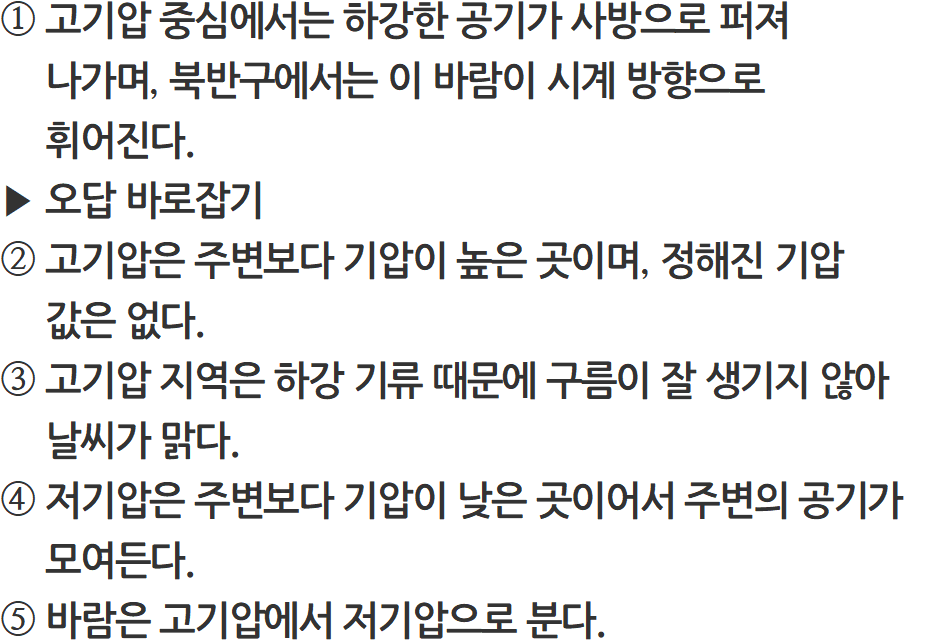 ① 고기압 중심에서는 하강한 공기가 사방으로 퍼져
나가며, 북반구에서는 이 바람이 시계 방향으로
휘어진다.
▶ 오답 바로잡기
② 고기압은 주변보다 기압이 높은 곳이며, 정해진 기압
값은 없다.
③ 고기압 지역은 하강 기류 때문에 구름이 잘 생기지 않아
날씨가 맑다.
④ 저기압은 주변보다 기압이 낮은 곳이어서 주변의 공기가
모여든다.
⑤ 바람은 고기압에서 저기압으로 분다.